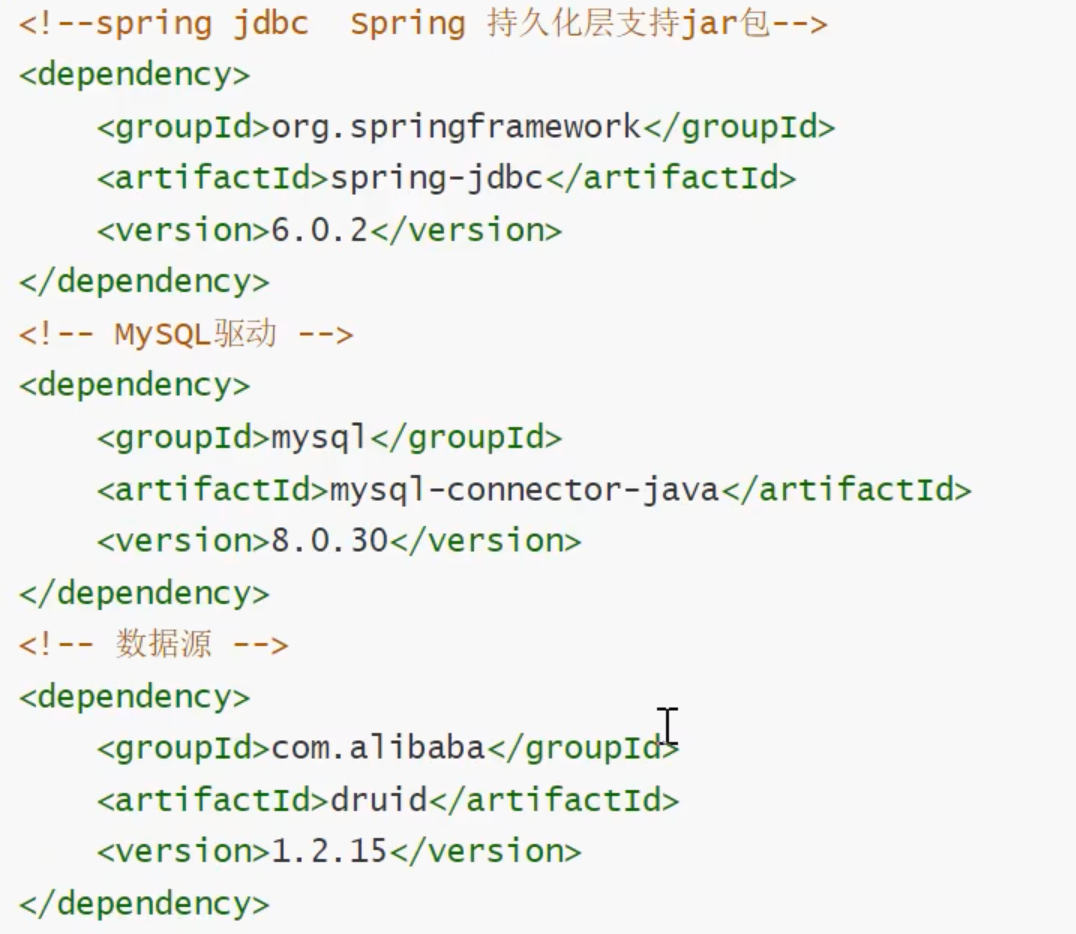 <!--spring jdbc  Spring 持久化层支持jar包-->
<dependency>
    <groupId>org.springframework</groupId>
    <artifactId>spring-jdbc</artifactId>
    <version>6.0.2</version>
</dependency>
<!-- MySQL驱动 -->
<dependency>
    <groupId>mysql</groupId>
    <artifactId>mysql-connector-java</artifactId>
    <version>8.0.30</version>
</dependency>
<!-- 数据源 -->
<dependency>
    <groupId>com.alibaba</groupId>
    <artifactId>druid</artifactId>
    <version>1.2.15</version>
</dependency>